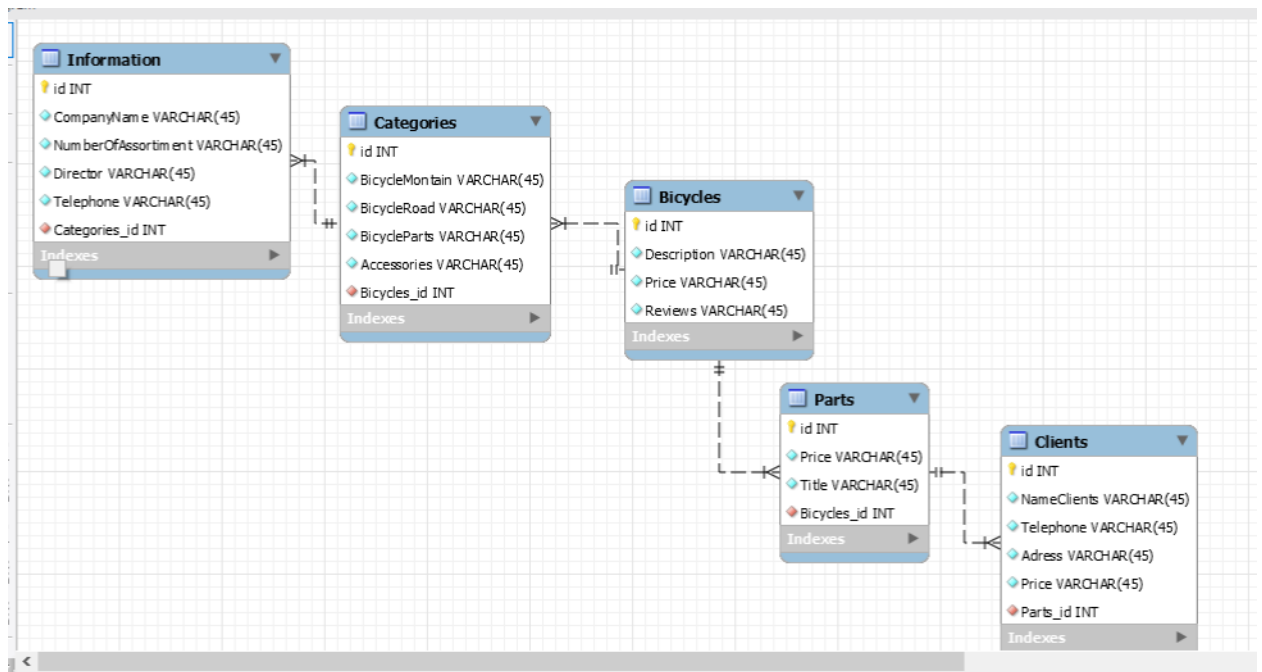 Information
id INT
CompanyName VARCHAR(45)
NumberOfAssortiment VARCHAR(45)
Director VARCHAR(45)
Telephone VARCHAR(45)
Categories_id INT
Indexes
Categories
id INT
BicycleMontain VARCHAR(45)
BicycleRoad VARCHAR(45)
BicycleParts VARCHAR(45)
Accessories VARCHAR(45)
Bicycles_id INT
Indexes
Bicycles
id INT
Description VARCHAR(45)
Price VARCHAR(45)
Reviews VARCHAR(45)
Indexes
Parts
id INT
Price VARCHAR(45)
Title VARCHAR(45)
Bicycles_id INT
Indexes
Clients
id INT
NameClients VARCHAR(45)
Telephone VARCHAR(45)
Adress VARCHAR(45)
Price VARCHAR(45)
Parts_id INT
Indexes